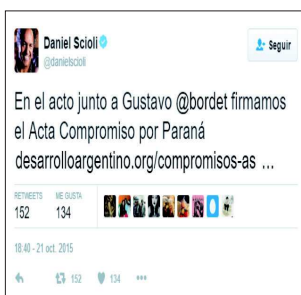 Daniel Scioli
@danielscioli
Seguir
En el acto junto a Gustavo @bordet firmamos
el Acta Compromiso por Paraná
desarrolloargentino.org/compromisos-as ...
RETWEETS ME GUSTA
152 134
18:40 - 21 oct. 2015
152 134